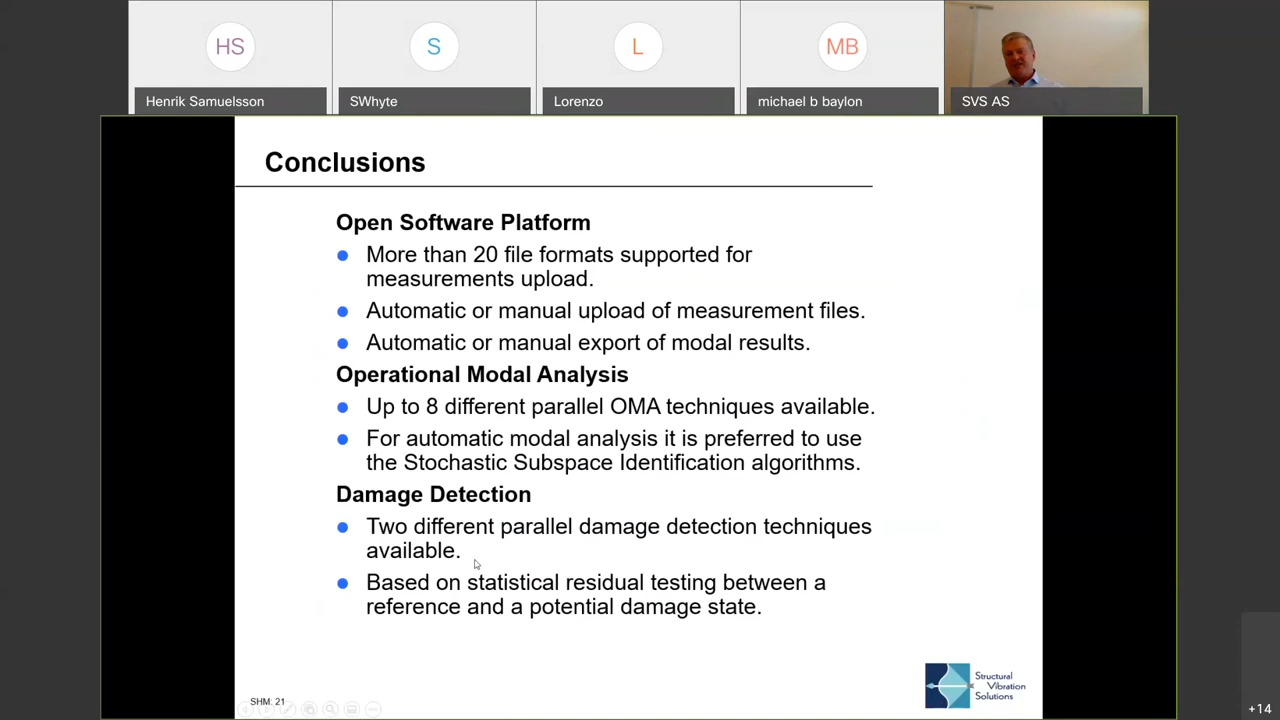 HS
S
L
MB
Henrik Samuelsson
SWhyte
Lorenzo
michael b baylon
SVS AS
Conclusions
Open Software Platform
More than 20 file formats supported for
measurements upload.
Automatic or manual upload of measurement files.
Automatic or manual export of modal results.
Operational Modal Analysis
Up to 8 different parallel OMA techniques available.
For automatic modal analysis it is preferred to use
the Stochastic Subspace Identification algorithms.
Damage Detection
Two different parallel damage detection techniques
available.
Based on statistical residual testing between a
reference and a potential damage state.
Structural
Vibration
Solutions
SHM: 21
+14